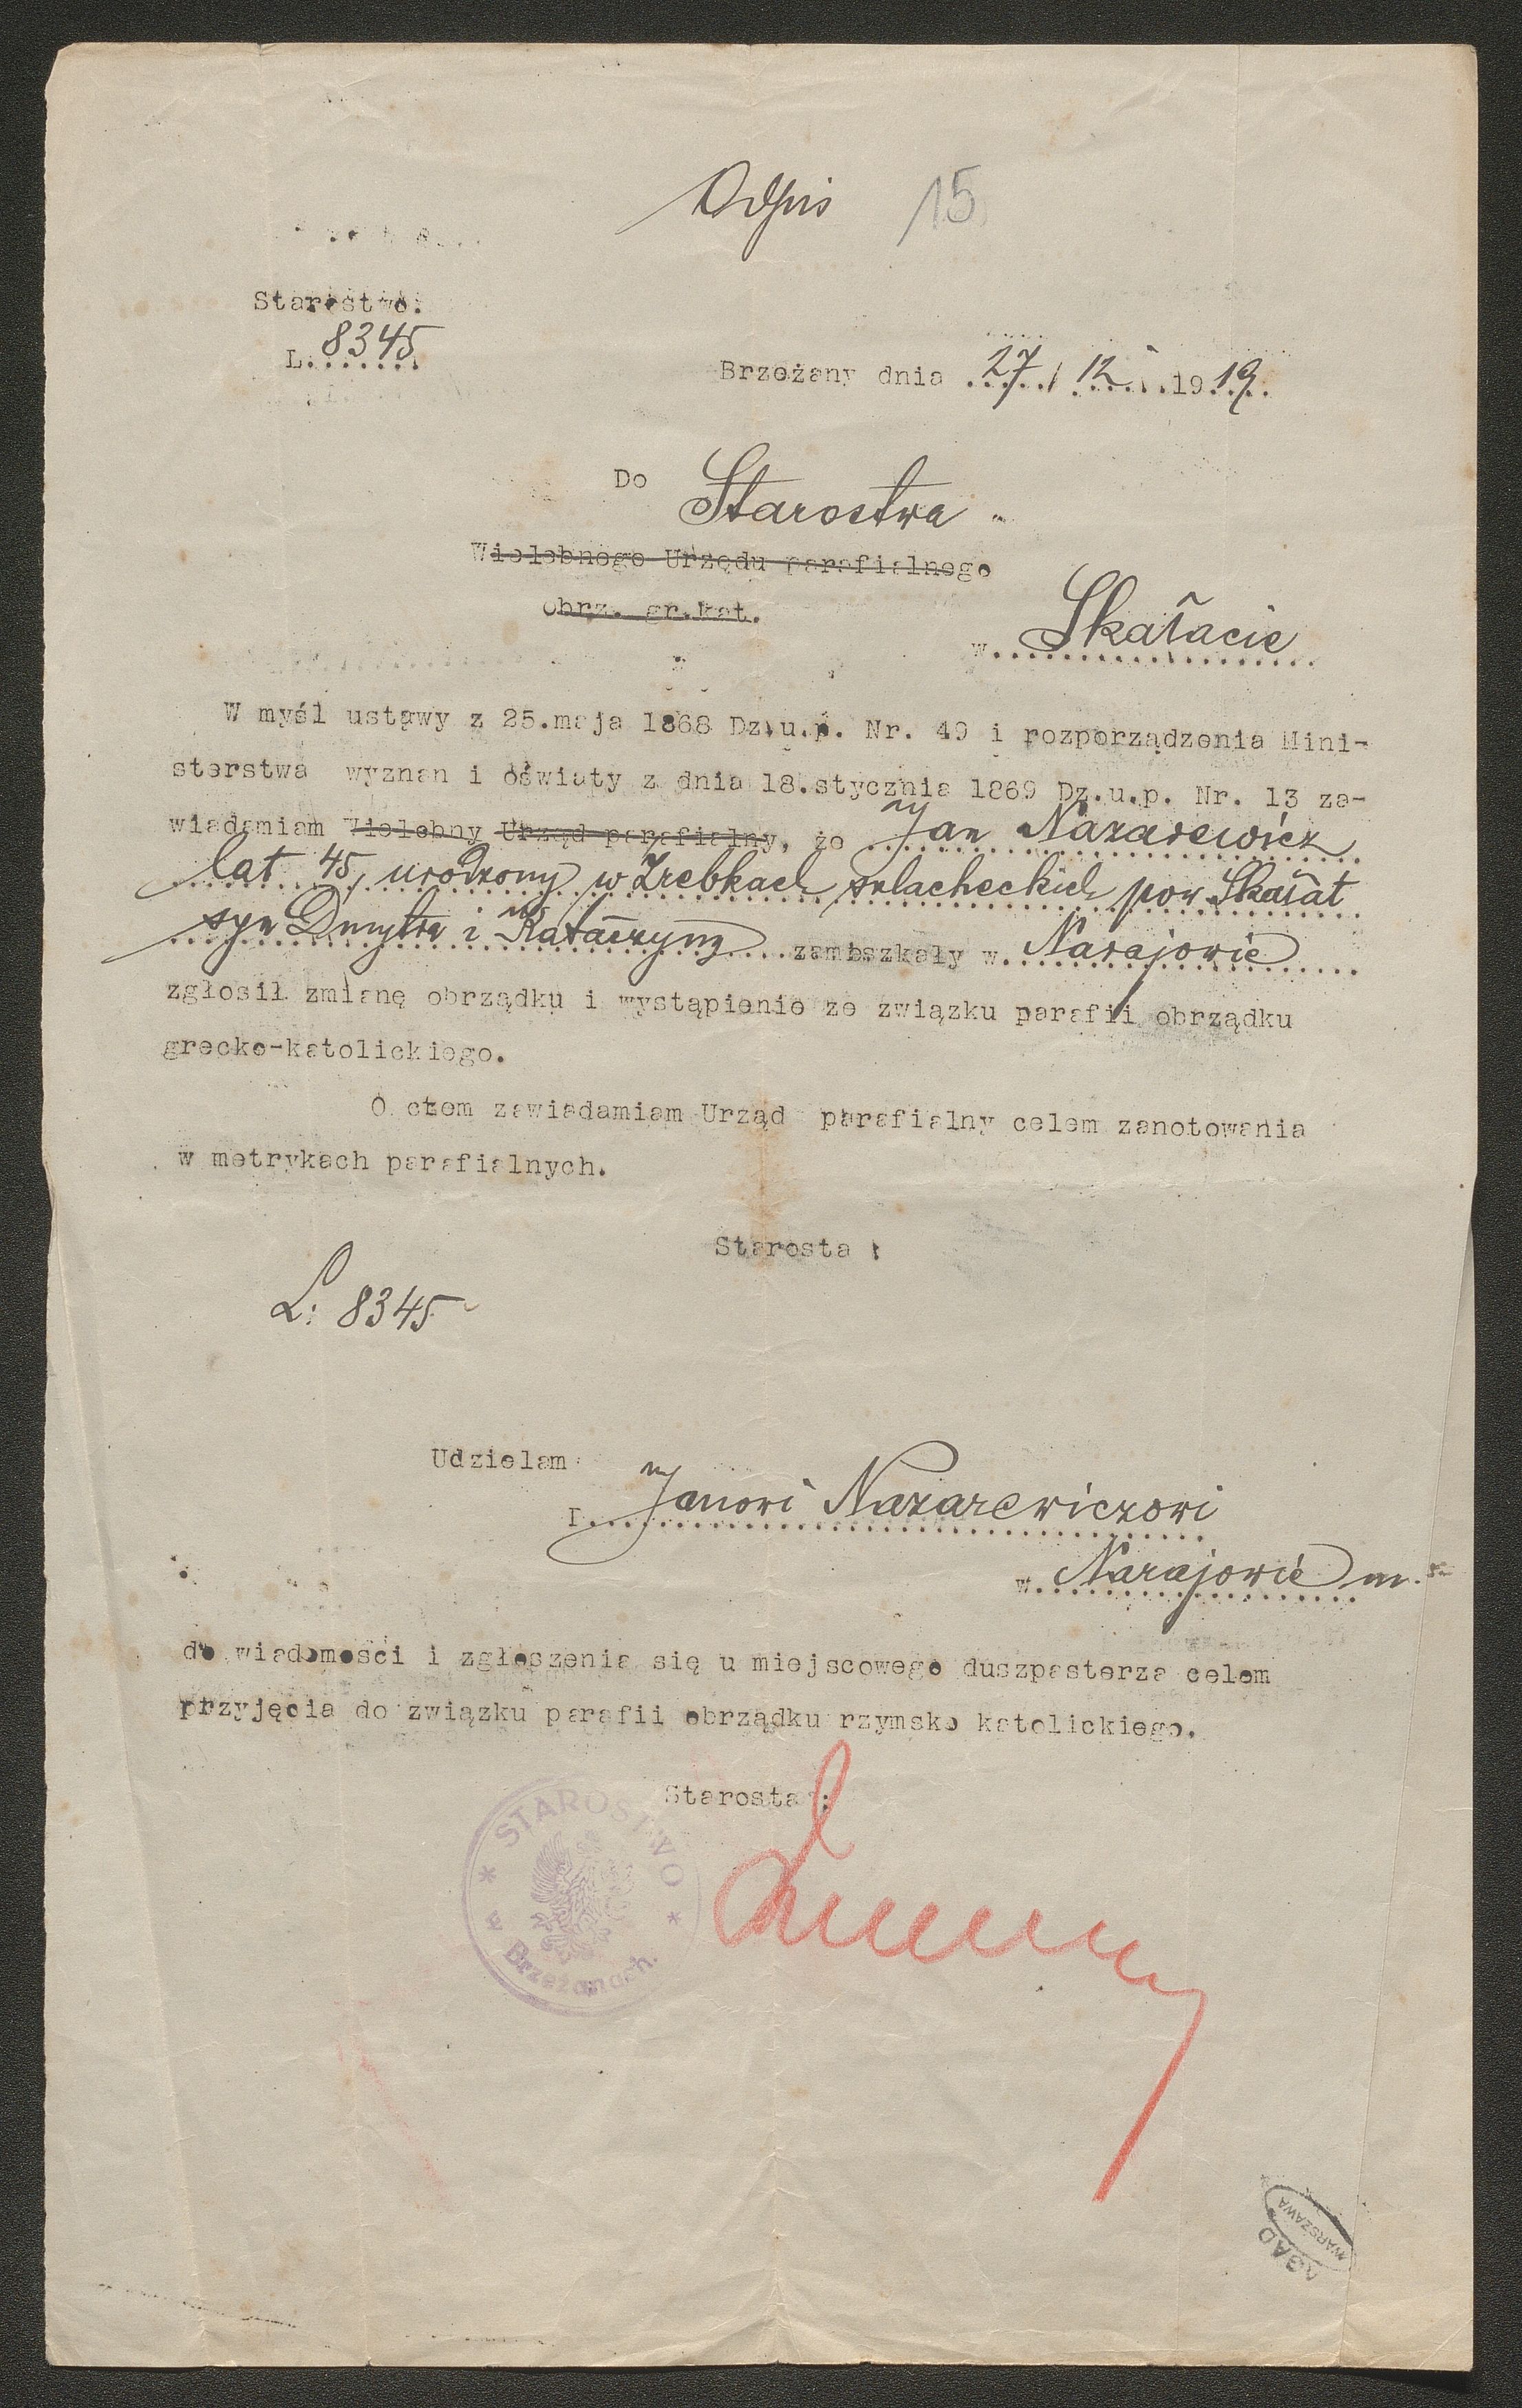 Odpis 15
Starostwo:
L. 8345
Brzeżany dnia 27/12 1919.
Do Starostwa
Wielebnego Urzędu parafialnego
obrz. gr.kat.
w Skałacie
W myśl ustawy z 25.maja 1868 Dz.u.p. Nr. 49 i rozporządzenia Mini-
sterstwa wyznan i oświaty z dnia 18.stycznia 1869 Dz.u.p. Nr. 13 za-
wiadamiam Wielebny Urząd parafialny, że Jan Nazarewicz
lat 45, urodzony w Zrebkach szlacheckich pow Skałat
syn Dmytra i Katarzyny zamieszkały w Narajowie
zgłosił zmianę obrządku i wystąpienie ze związku parafii obrządku
grecko-katolickiego.
O czem zawiadamiam Urząd parafialny celem zanotowania
w metrykach parafialnych.
Starosta :
L: 8345
Udzielam
P. Janowi Nazarewiczowi
w Narajowie m.
do wiadomości i zgłoszenia się u miejscowego duszpasterza celem
przyjęcia do związku parafii obrządku rzymsko katolickiego.
Starosta :
* STAROSTWO *
w Brzeżanach.
AGAD
WARSZAWA